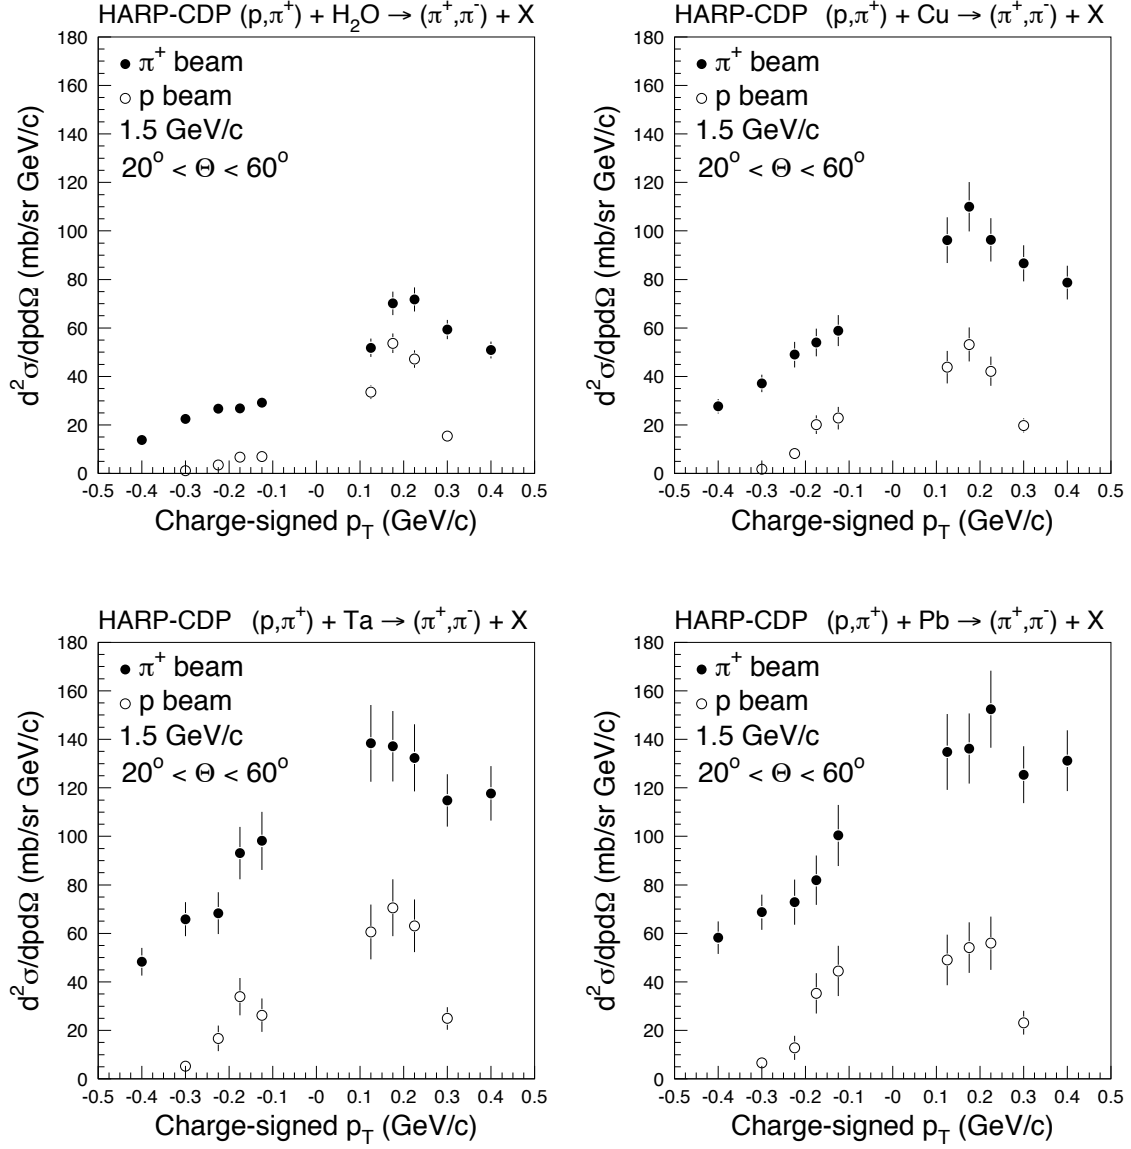 HARP-CDP (p,π⁺) + H₂O → (π⁺,π⁻) + X
180
160
140
120
100
80
60
40
20
0
d²σ/dpdΩ (mb/sr GeV/c)
π⁺ beam
p beam
1.5 GeV/c
20° < Θ < 60°
-0.5 -0.4 -0.3 -0.2 -0.1 -0 0.1 0.2 0.3 0.4 0.5
Charge-signed p_T (GeV/c)
HARP-CDP (p,π⁺) + Cu → (π⁺,π⁻) + X
180
160
140
120
100
80
60
40
20
0
d²σ/dpdΩ (mb/sr GeV/c)
π⁺ beam
p beam
1.5 GeV/c
20° < Θ < 60°
-0.5 -0.4 -0.3 -0.2 -0.1 -0 0.1 0.2 0.3 0.4 0.5
Charge-signed p_T (GeV/c)
HARP-CDP (p,π⁺) + Ta → (π⁺,π⁻) + X
180
160
140
120
100
80
60
40
20
0
d²σ/dpdΩ (mb/sr GeV/c)
π⁺ beam
p beam
1.5 GeV/c
20° < Θ < 60°
-0.5 -0.4 -0.3 -0.2 -0.1 -0 0.1 0.2 0.3 0.4 0.5
Charge-signed p_T (GeV/c)
HARP-CDP (p,π⁺) + Pb → (π⁺,π⁻) + X
180
160
140
120
100
80
60
40
20
0
d²σ/dpdΩ (mb/sr GeV/c)
π⁺ beam
p beam
1.5 GeV/c
20° < Θ < 60°
-0.5 -0.4 -0.3 -0.2 -0.1 -0 0.1 0.2 0.3 0.4 0.5
Charge-signed p_T (GeV/c)